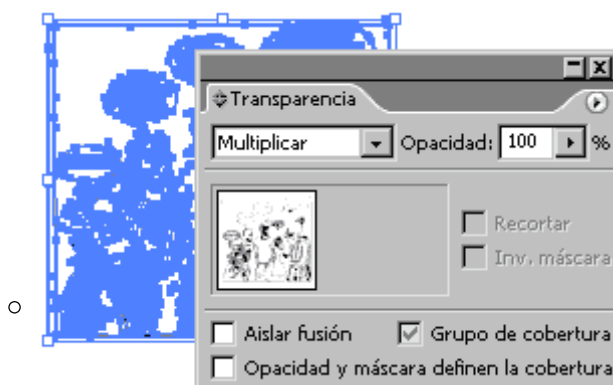 Transparencia
Multiplicar Opacidad: 100 %
Recortar
Inv. máscara
Aislar fusión Grupo de cobertura
Opacidad y máscara definen la cobertura